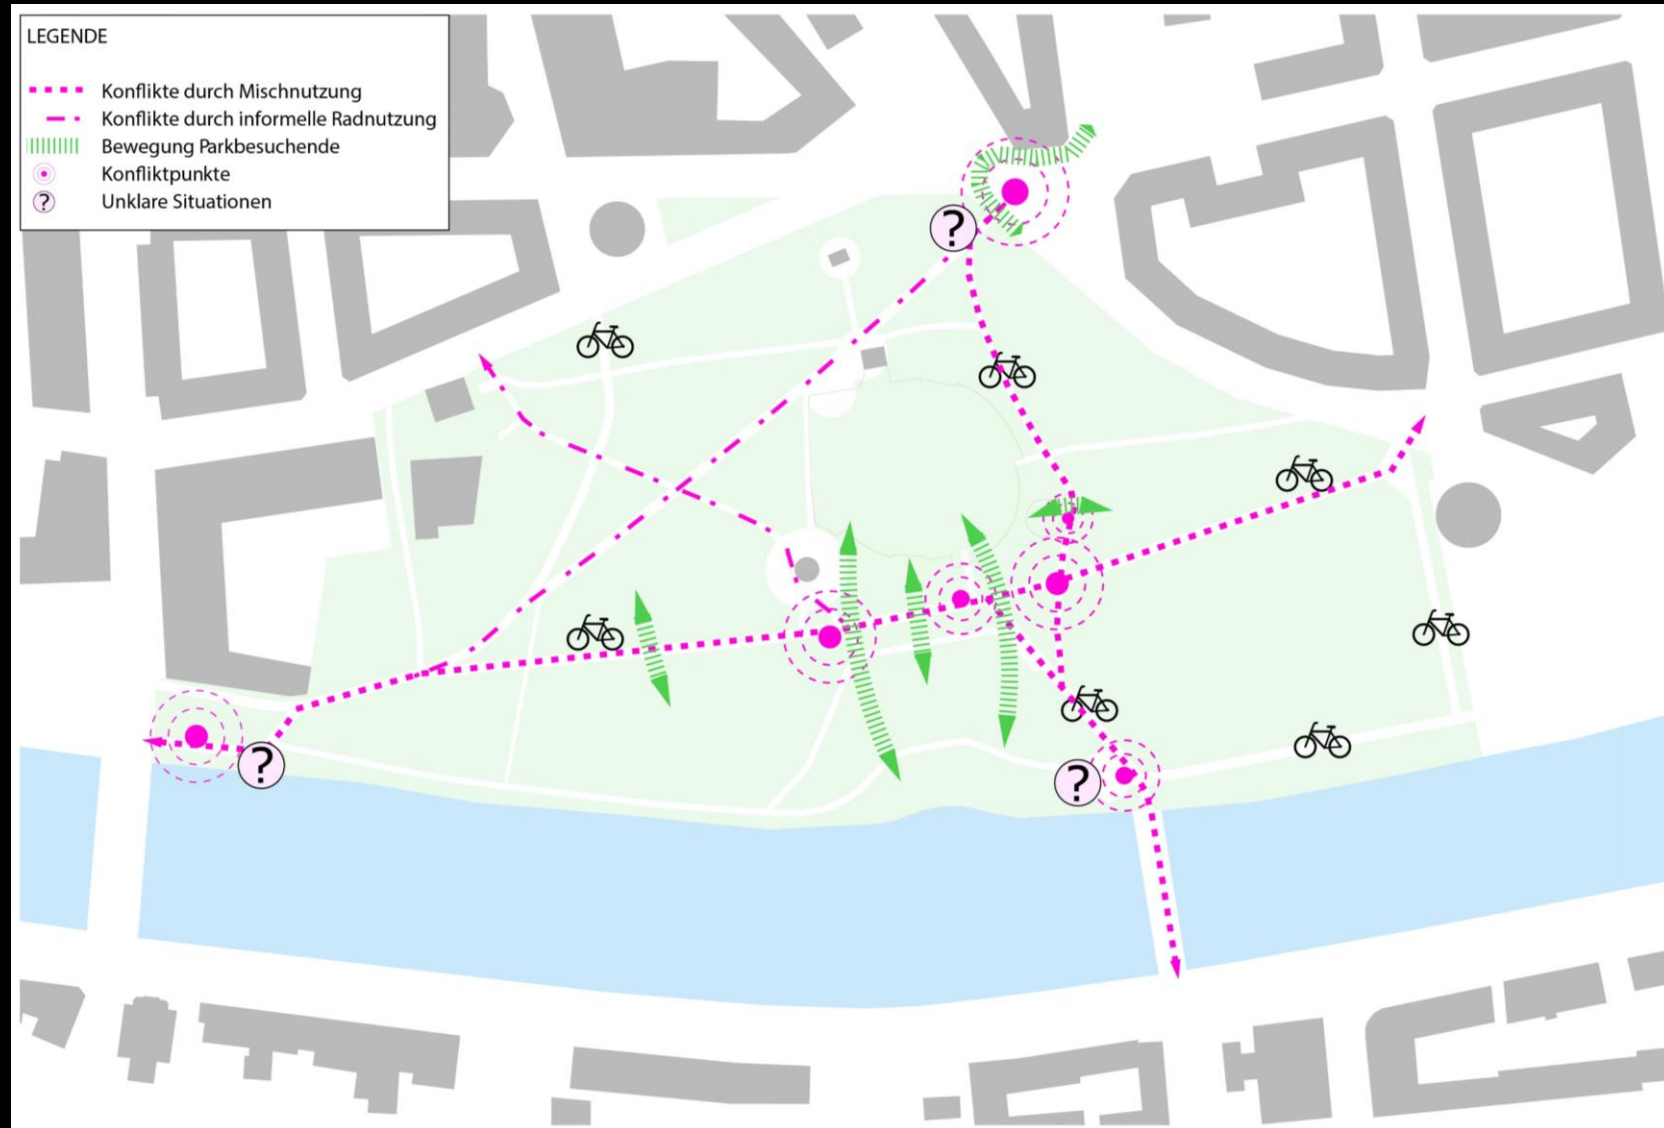 LEGENDE
Konflikte durch Mischnutzung
Konflikte durch informelle Radnutzung
Bewegung Parkbesuchende
Konfliktpunkte
? Unklare Situationen
?
?
?